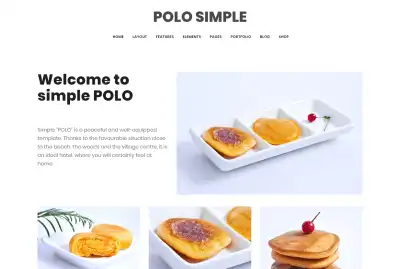 POLO SIMPLE
HOME LAYOUT FEATURES ELEMENTS PAGES PORTFOLIO BLOG SHOP
Welcome to
simple POLO
Simple "POLO" is a peaceful and well-equipped
template. Thanks to the favourable situation close
to the beach, the woods and the village centre, it is
an ideal hotel, where you will certainly feel at
home.